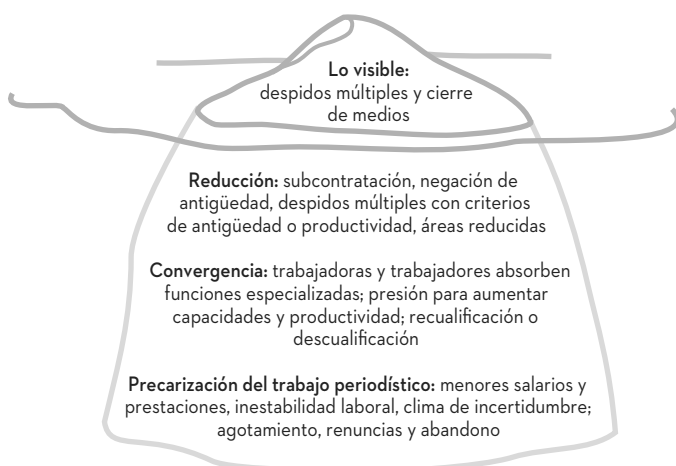 Lo visible:
despidos múltiples y cierre
de medios
Reducción: subcontratación, negación de
antigüedad, despidos múltiples con criterios
de antigüedad o productividad, áreas reducidas
Convergencia: trabajadoras y trabajadores absorben
funciones especializadas; presión para aumentar
capacidades y productividad; recualificación o
descualificación
Precarización del trabajo periodístico: menores salarios y
prestaciones, inestabilidad laboral, clima de incertidumbre;
agotamiento, renuncias y abandono